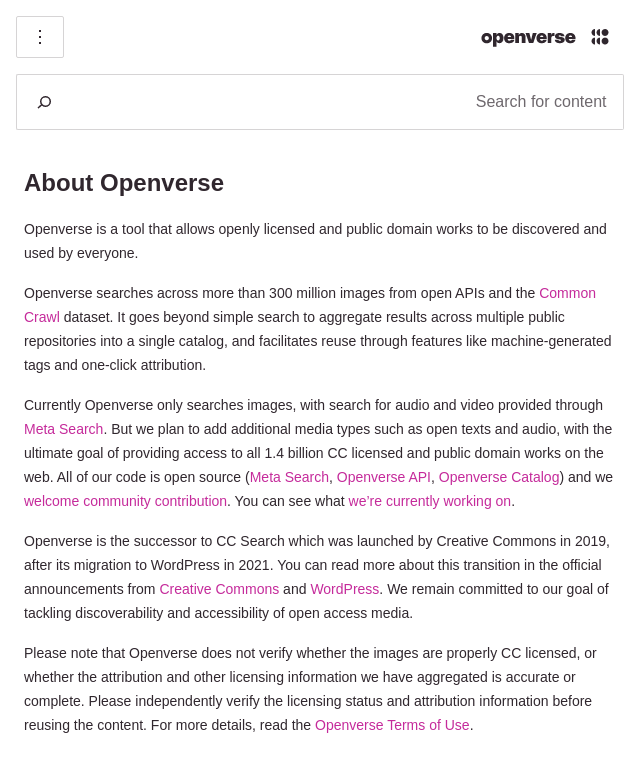 openverse
Search for content
About Openverse
Openverse is a tool that allows openly licensed and public domain works to be discovered and
used by everyone.
Openverse searches across more than 300 million images from open APIs and the Common
Crawl dataset. It goes beyond simple search to aggregate results across multiple public
repositories into a single catalog, and facilitates reuse through features like machine-generated
tags and one-click attribution.
Currently Openverse only searches images, with search for audio and video provided through
Meta Search. But we plan to add additional media types such as open texts and audio, with the
ultimate goal of providing access to all 1.4 billion CC licensed and public domain works on the
web. All of our code is open source (Meta Search, Openverse API, Openverse Catalog) and we
welcome community contribution. You can see what we’re currently working on.
Openverse is the successor to CC Search which was launched by Creative Commons in 2019,
after its migration to WordPress in 2021. You can read more about this transition in the official
announcements from Creative Commons and WordPress. We remain committed to our goal of
tackling discoverability and accessibility of open access media.
Please note that Openverse does not verify whether the images are properly CC licensed, or
whether the attribution and other licensing information we have aggregated is accurate or
complete. Please independently verify the licensing status and attribution information before
reusing the content. For more details, read the Openverse Terms of Use.